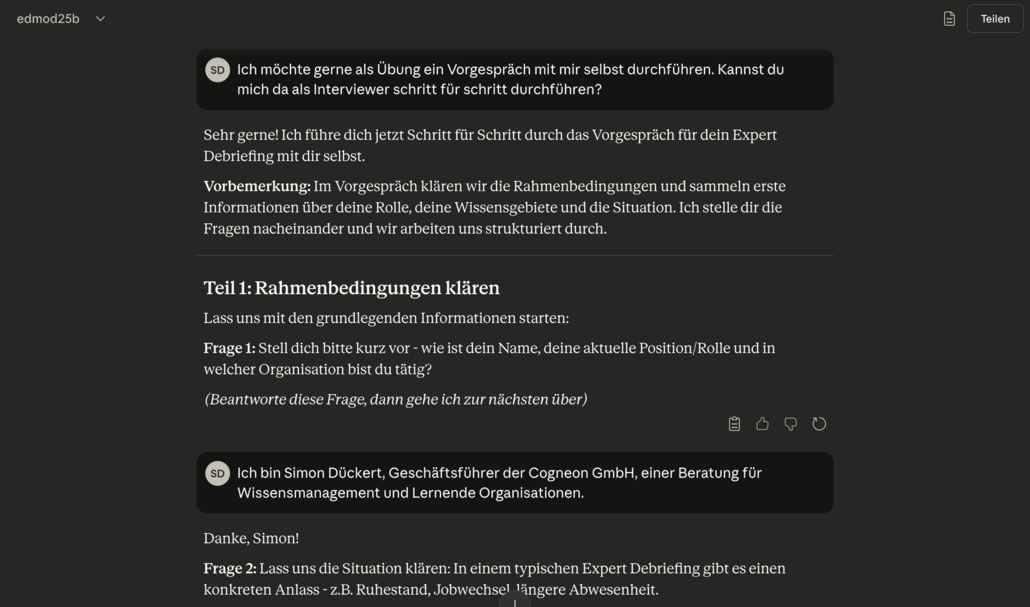 edmod25b
Teilen
SD
Ich möchte gerne als Übung ein Vorgespräch mit mir selbst durchführen. Kannst du
mich da als Interviewer schritt für schritt durchführen?
Sehr gerne! Ich führe dich jetzt Schritt für Schritt durch das Vorgespräch für dein Expert
Debriefing mit dir selbst.
Vorbemerkung: Im Vorgespräch klären wir die Rahmenbedingungen und sammeln erste
Informationen über deine Rolle, deine Wissensgebiete und die Situation. Ich stelle dir die
Fragen nacheinander und wir arbeiten uns strukturiert durch.
Teil 1: Rahmenbedingungen klären
Lass uns mit den grundlegenden Informationen starten:
Frage 1: Stell dich bitte kurz vor - wie ist dein Name, deine aktuelle Position/Rolle und in
welcher Organisation bist du tätig?
(Beantworte diese Frage, dann gehe ich zur nächsten über)
SD
Ich bin Simon Dückert, Geschäftsführer der Cogneon GmbH, einer Beratung für
Wissensmanagement und Lernende Organisationen.
Danke, Simon!
Frage 2: Lass uns die Situation klären: In einem typischen Expert Debriefing gibt es einen
konkreten Anlass - z.B. Ruhestand, Jobwechsel, längere Abwesenheit.